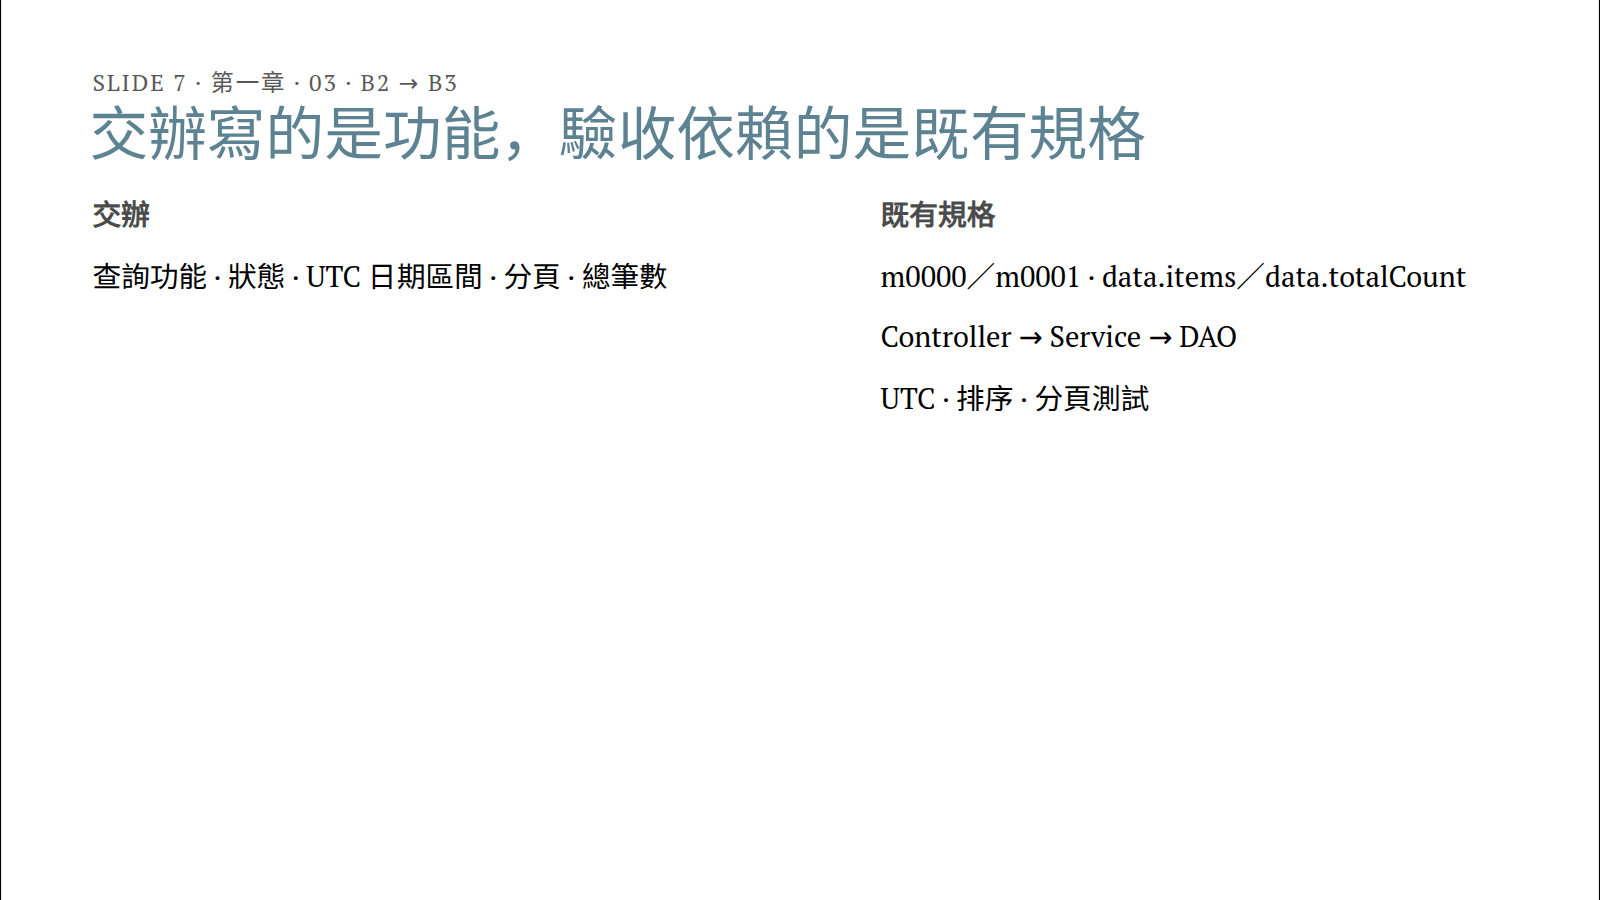 SLIDE 7 · 第一章 · 03 · B2 → B3
交辦寫的是功能，驗收依賴的是既有規格
交辦
查詢功能 · 狀態 · UTC 日期區間 · 分頁 · 總筆數
既有規格
m0000／m0001 · data.items／data.totalCount
Controller → Service → DAO
UTC · 排序 · 分頁測試